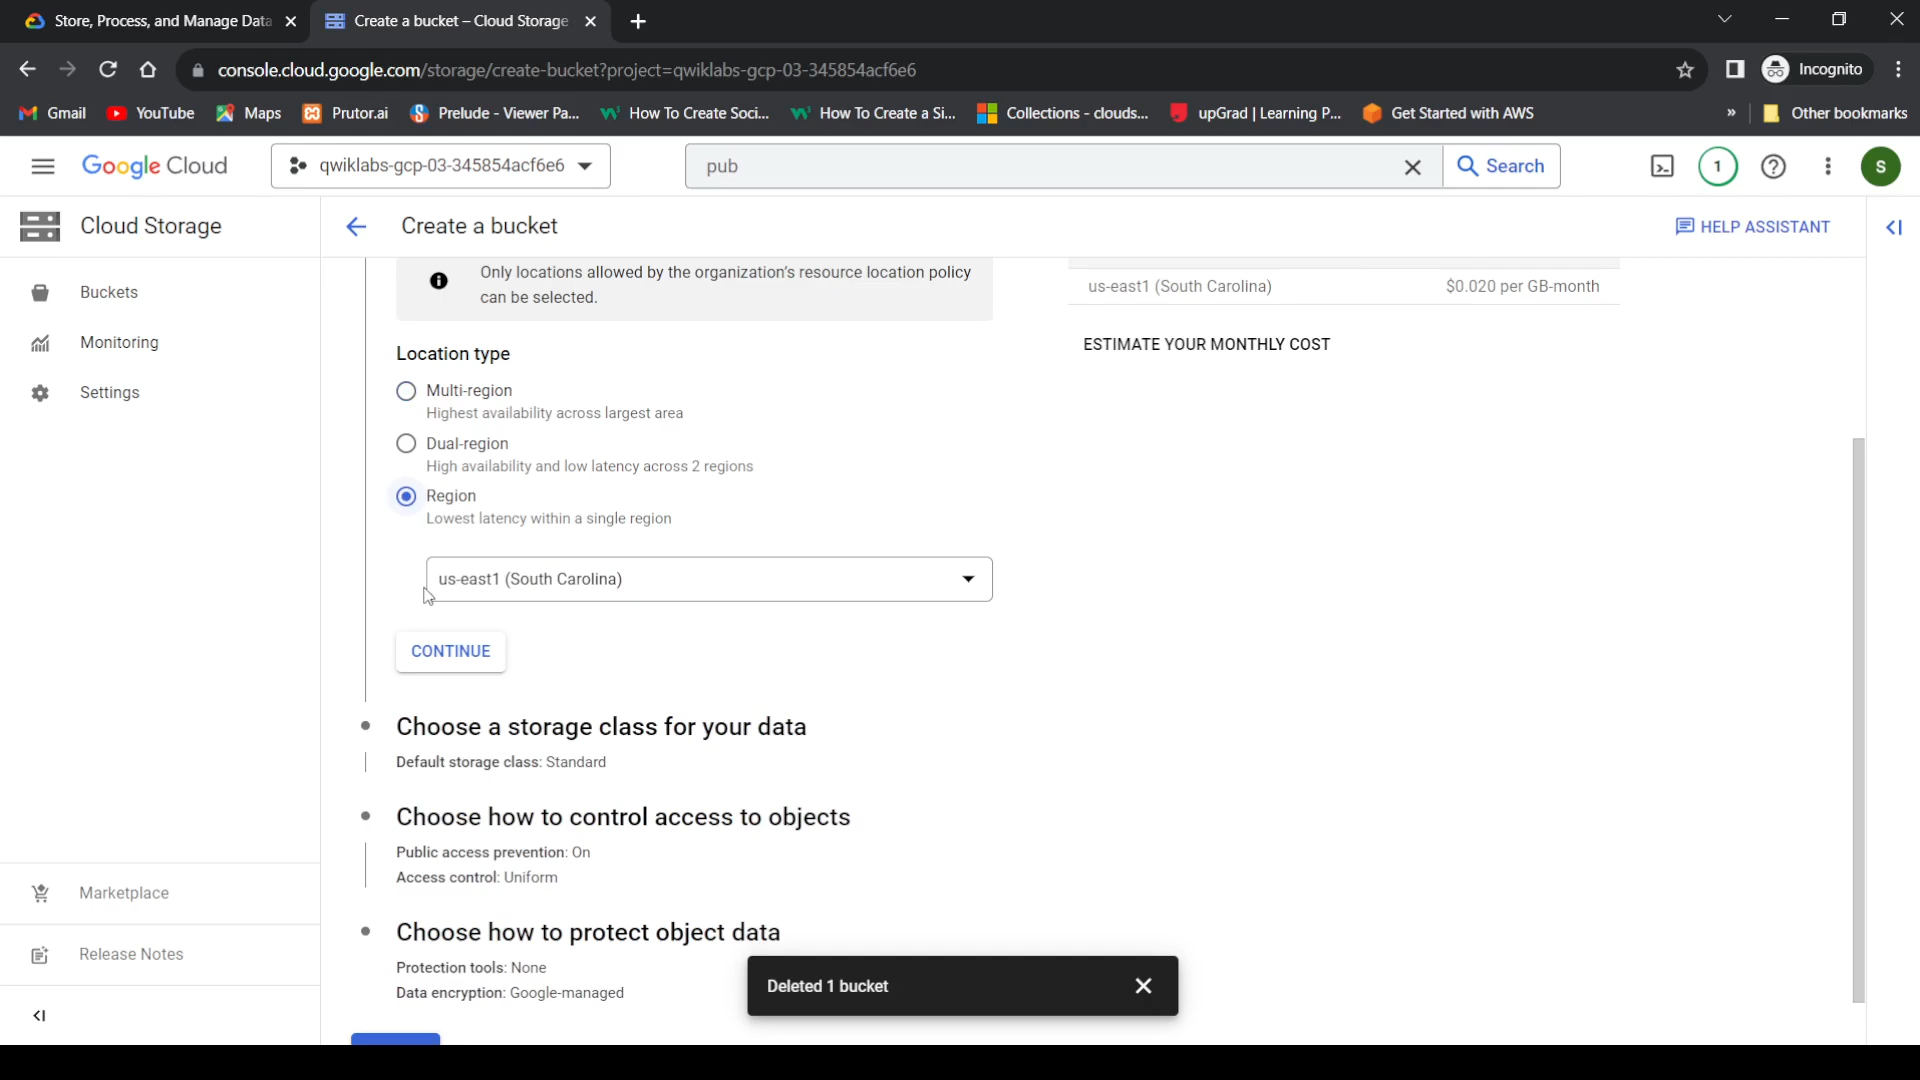 Store, Process, and Manage Data
Create a bucket – Cloud Storage
console.cloud.google.com/storage/create-bucket?project=qwiklabs-gcp-03-345854acf6e6
Incognito
Gmail
YouTube
Maps
Prutor.ai
Prelude - Viewer Pa...
How To Create Soci...
How To Create a Si...
Collections - clouds...
upGrad | Learning P...
Get Started with AWS
»
Other bookmarks
Google Cloud
qwiklabs-gcp-03-345854acf6e6
pub
Search
1
S
Cloud Storage
Create a bucket
HELP ASSISTANT
Buckets
Monitoring
Settings
Marketplace
Release Notes
Only locations allowed by the organization's resource location policy
can be selected.
us-east1 (South Carolina) $0.020 per GB-month
ESTIMATE YOUR MONTHLY COST
Location type
Multi-region
Highest availability across largest area
Dual-region
High availability and low latency across 2 regions
Region
Lowest latency within a single region
us-east1 (South Carolina)
CONTINUE
Choose a storage class for your data
Default storage class: Standard
Choose how to control access to objects
Public access prevention: On
Access control: Uniform
Choose how to protect object data
Protection tools: None
Data encryption: Google-managed
Deleted 1 bucket